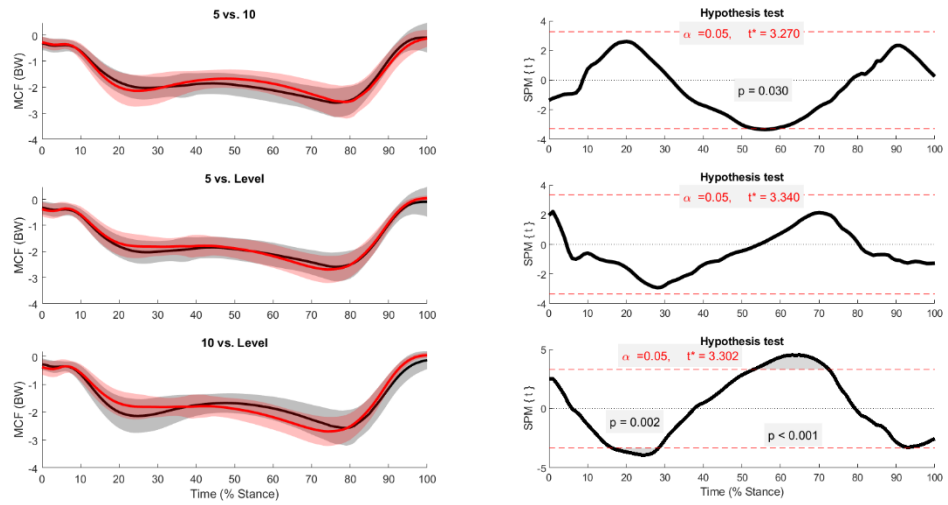 5 vs. 10
MCF (BW)
0
-1
-2
-3
-4
0 10 20 30 40 50 60 70 80 90 100
Hypothesis test
α =0.05, t* = 3.270
SPM { t }
4
2
0
-2
-4
p = 0.030
0 10 20 30 40 50 60 70 80 90 100
5 vs. Level
MCF (BW)
0
-1
-2
-3
-4
0 10 20 30 40 50 60 70 80 90 100
Hypothesis test
α =0.05, t* = 3.340
SPM { t }
4
2
0
-2
-4
0 10 20 30 40 50 60 70 80 90 100
10 vs. Level
MCF (BW)
0
-1
-2
-3
-4
0 10 20 30 40 50 60 70 80 90 100
Time (% Stance)
Hypothesis test
α =0.05, t* = 3.302
SPM { t }
5
0
-5
p = 0.002
p < 0.001
0 10 20 30 40 50 60 70 80 90 100
Time (% Stance)